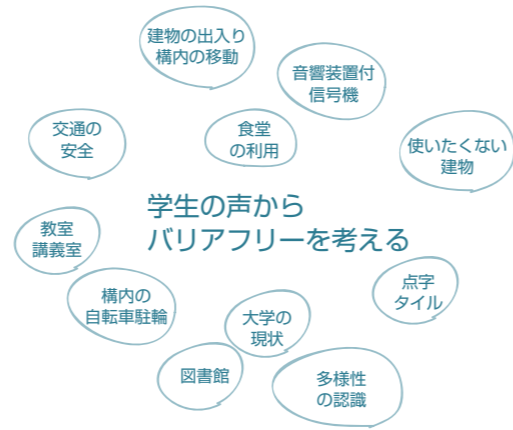 建物の出入り
構内の移動
音響装置付
信号機
交通の
安全
食堂
の利用
使いたくない
建物
学生の声から
バリアフリーを考える
教室
講義室
構内の
自転車駐輪
大学の
現状
点字
タイル
図書館
多様性
の認識